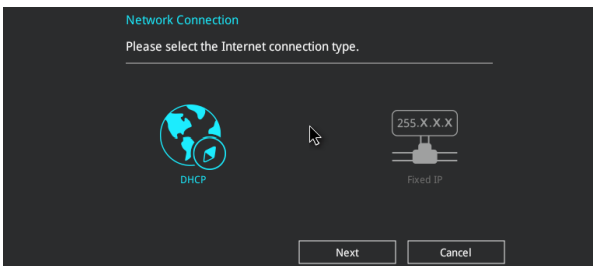 Network Connection
Please select the Internet connection type.
255.X.X.X
DHCP
Fixed IP
Next
Cancel